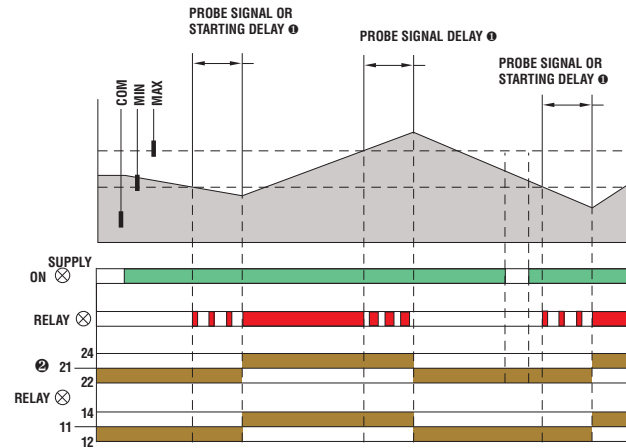 PROBE SIGNAL OR
STARTING DELAY ❶
PROBE SIGNAL DELAY ❶
PROBE SIGNAL OR
STARTING DELAY ❶
COM
MIN
MAX
SUPPLY
ON
RELAY
24
❷ 21
22
RELAY
14
11
12